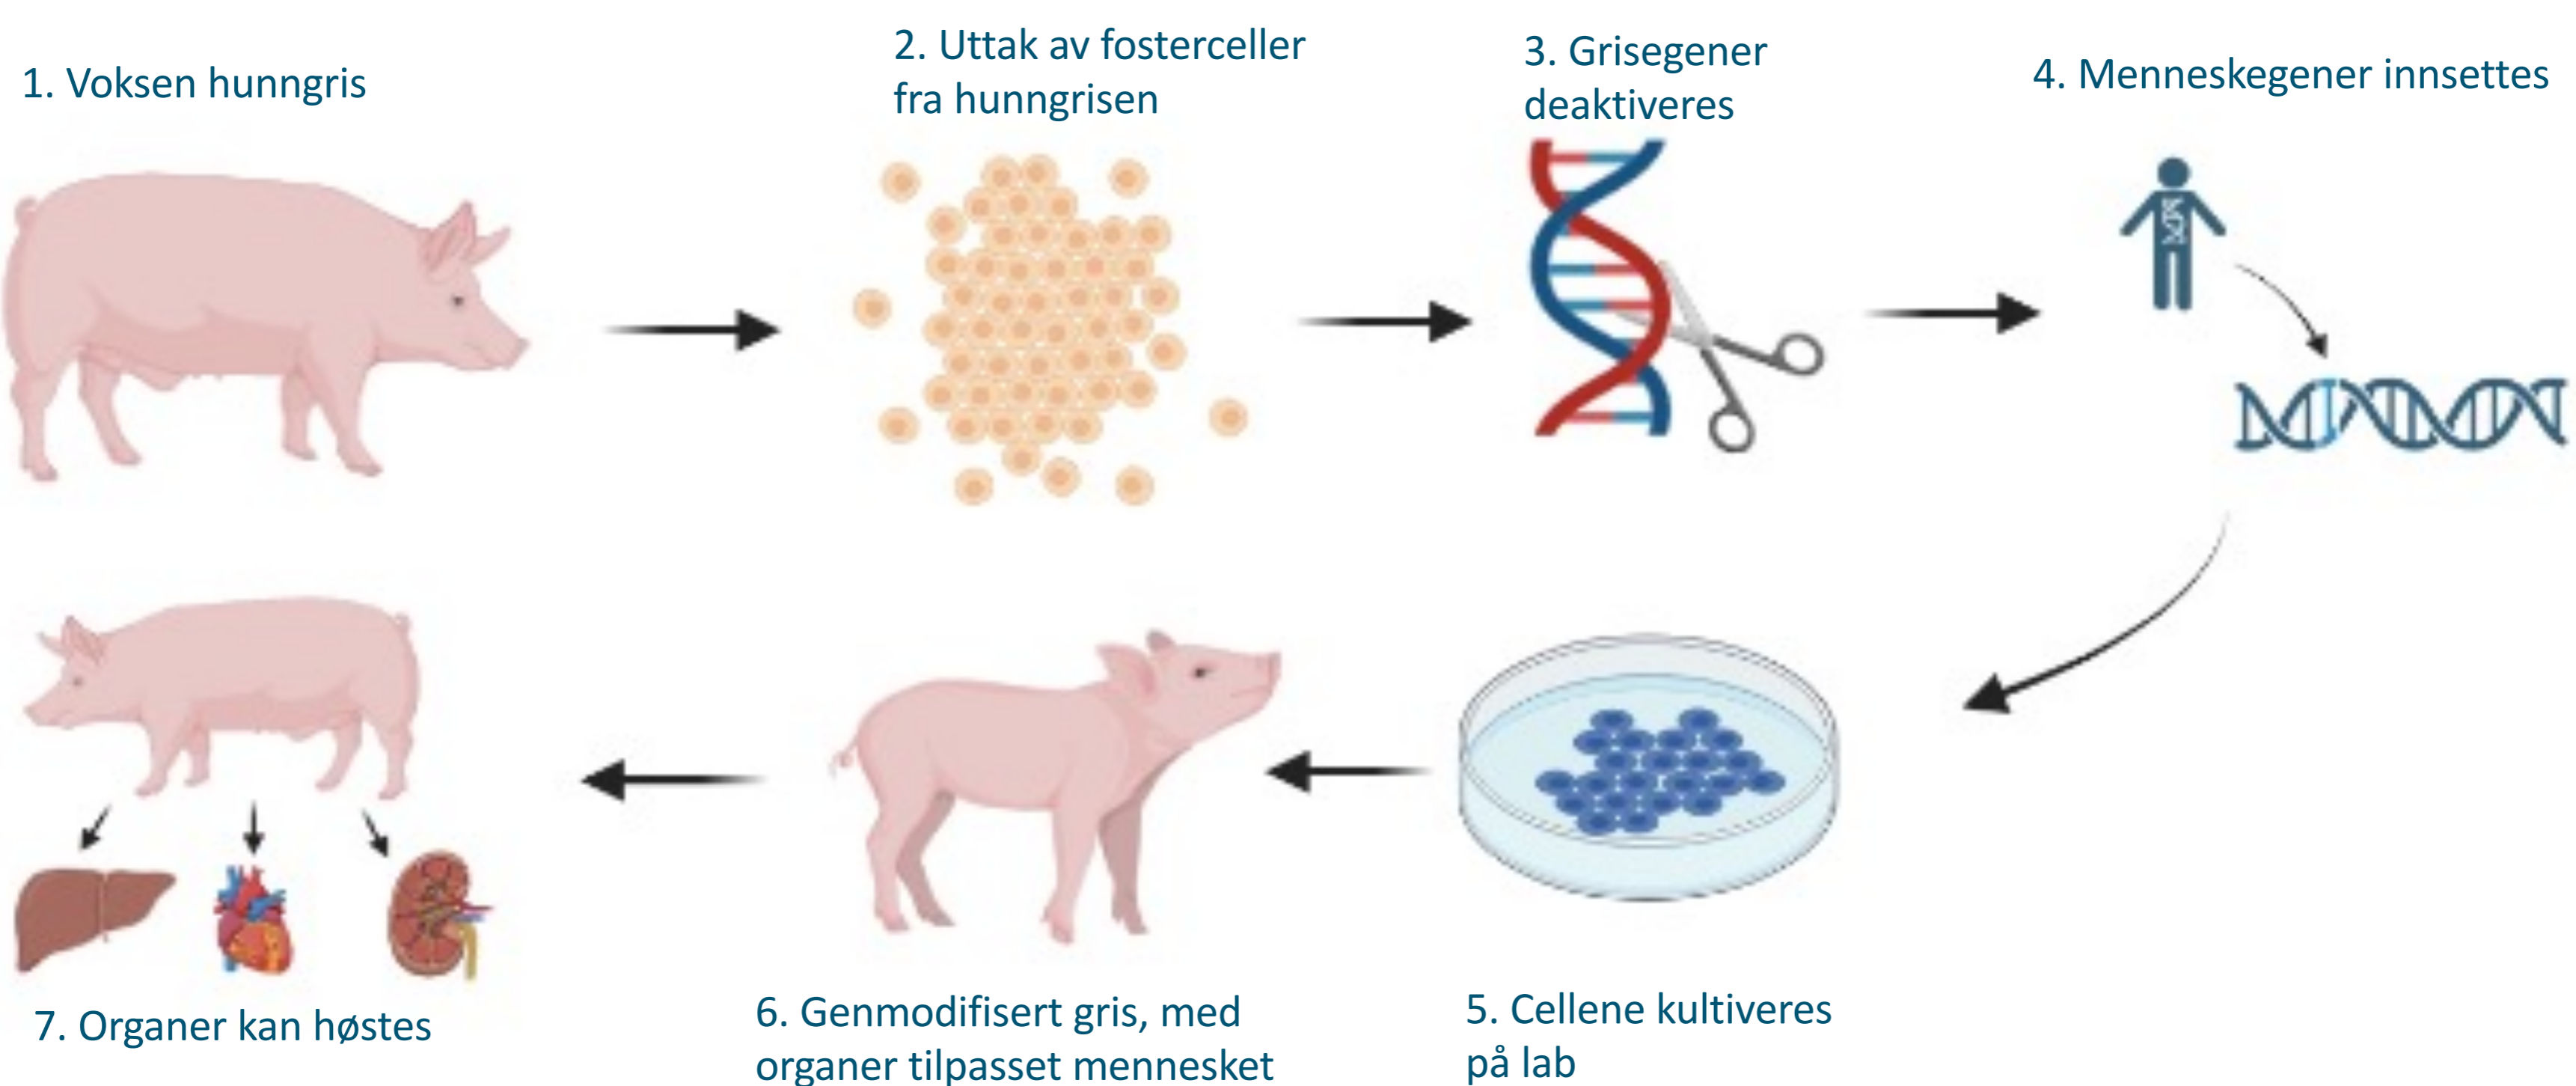 1. Voksen hunngris
2. Uttak av fosterceller
fra hunngrisen
3. Grisegener
deaktiveres
4. Menneskegener innsettes
5. Cellene kultiveres
på lab
6. Genmodifisert gris, med
organer tilpasset mennesket
7. Organer kan høstes